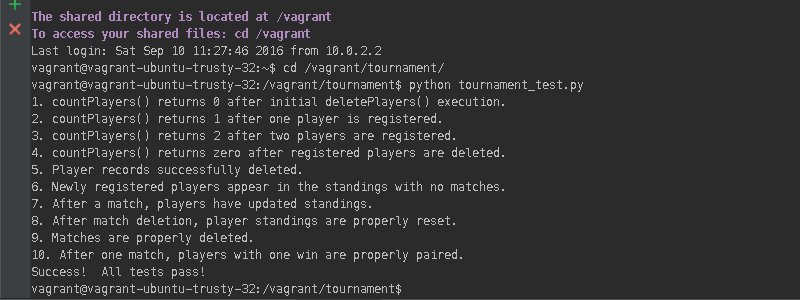 The shared directory is located at /vagrant
To access your shared files: cd /vagrant
Last login: Sat Sep 10 11:27:46 2016 from 10.0.2.2
vagrant@vagrant-ubuntu-trusty-32:~$ cd /vagrant/tournament/
vagrant@vagrant-ubuntu-trusty-32:/vagrant/tournament$ python tournament_test.py
1. countPlayers() returns 0 after initial deletePlayers() execution.
2. countPlayers() returns 1 after one player is registered.
3. countPlayers() returns 2 after two players are registered.
4. countPlayers() returns zero after registered players are deleted.
5. Player records successfully deleted.
6. Newly registered players appear in the standings with no matches.
7. After a match, players have updated standings.
8. After match deletion, player standings are properly reset.
9. Matches are properly deleted.
10. After one match, players with one win are properly paired.
Success!  All tests pass!
vagrant@vagrant-ubuntu-trusty-32:/vagrant/tournament$